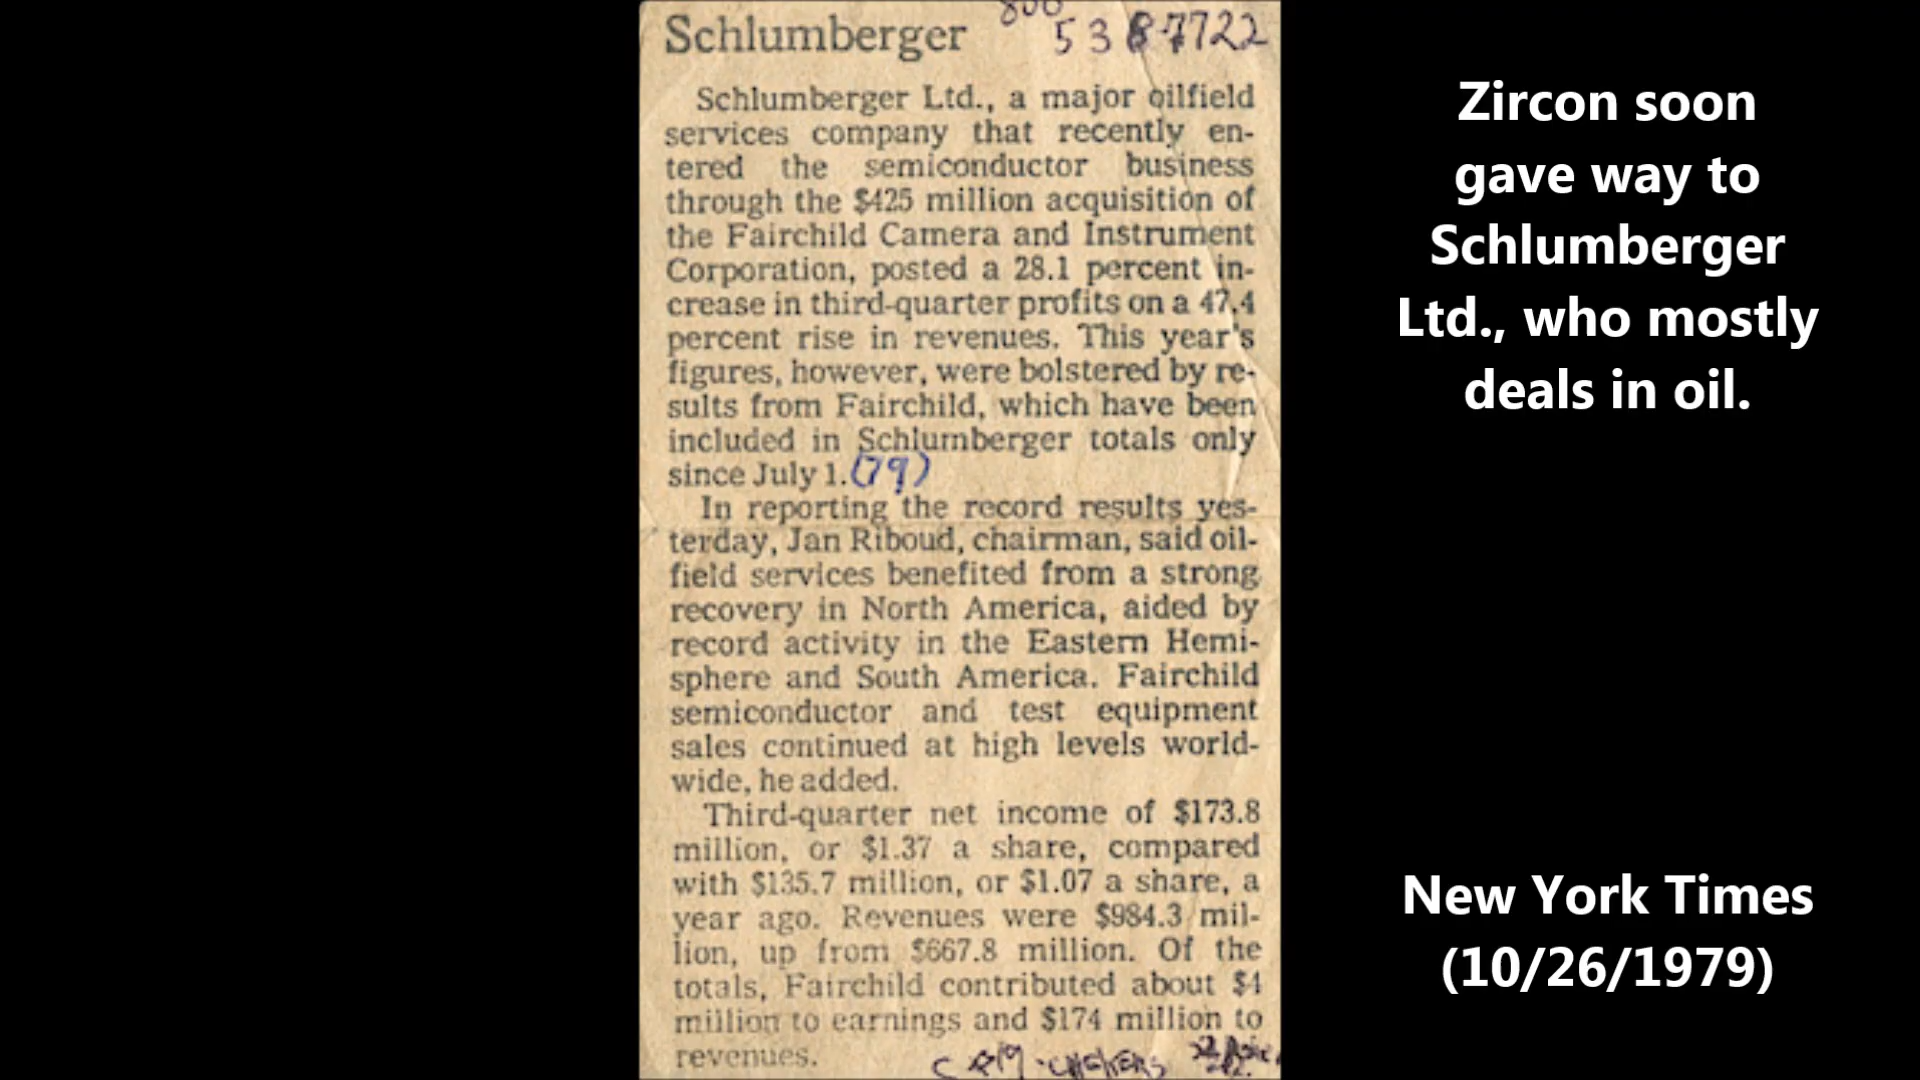 Schlumberger
800
538-7722
Schlumberger Ltd., a major oilfield
services company that recently en-
tered the semiconductor business
through the $425 million acquisition of
the Fairchild Camera and Instrument
Corporation, posted a 28.1 percent in-
crease in third-quarter profits on a 47.4
percent rise in revenues. This year's
figures, however, were bolstered by re-
sults from Fairchild, which have been
included in Schlumberger totals only
since July 1. (79)
In reporting the record results yes-
terday, Jan Riboud, chairman, said oil-
field services benefited from a strong
recovery in North America, aided by
record activity in the Eastern Hemi-
sphere and South America. Fairchild
semiconductor and test equipment
sales continued at high levels world-
wide, he added.
Third-quarter net income of $173.8
million, or $1.37 a share, compared
with $135.7 million, or $1.07 a share, a
year ago. Revenues were $984.3 mil-
lion, up from $667.8 million. Of the
totals, Fairchild contributed about $4
million to earnings and $174 million to
revenues.
Zircon soon
gave way to
Schlumberger
Ltd., who mostly
deals in oil.
New York Times
(10/26/1979)